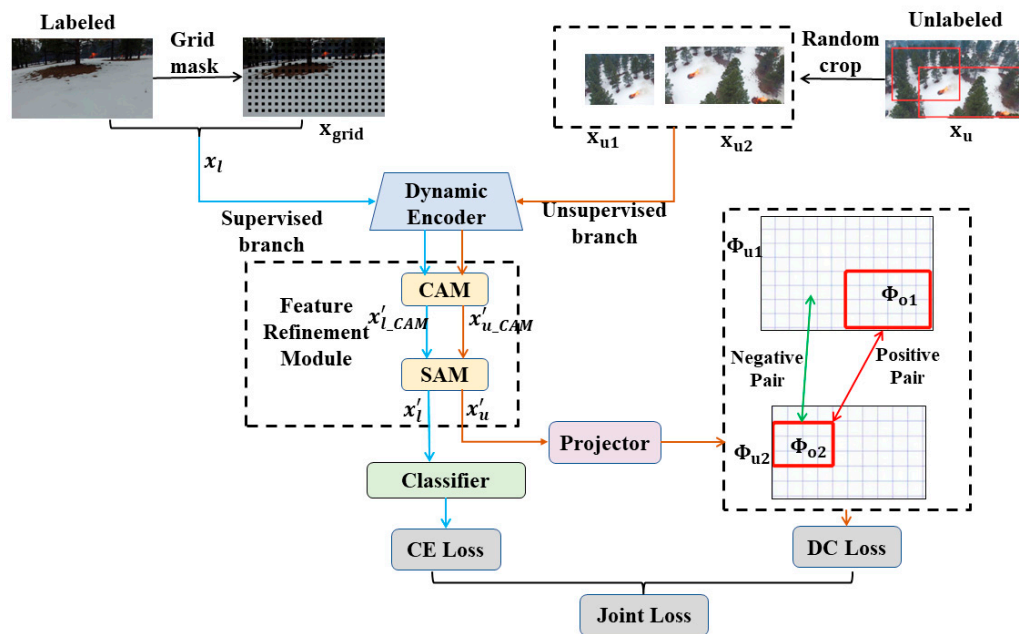 Labeled
Grid
mask
x_grid
x_l
Unlabeled
Random
crop
x_u1
x_u2
x_u
Dynamic
Encoder
Supervised
branch
Unsupervised
branch
Feature
Refinement
Module
CAM
x′_l_CAM
x′_u_CAM
SAM
x′_l
x′_u
Projector
Classifier
CE Loss
Φ_u1
Φ_o1
Negative
Pair
Positive
Pair
Φ_u2
Φ_o2
DC Loss
Joint Loss